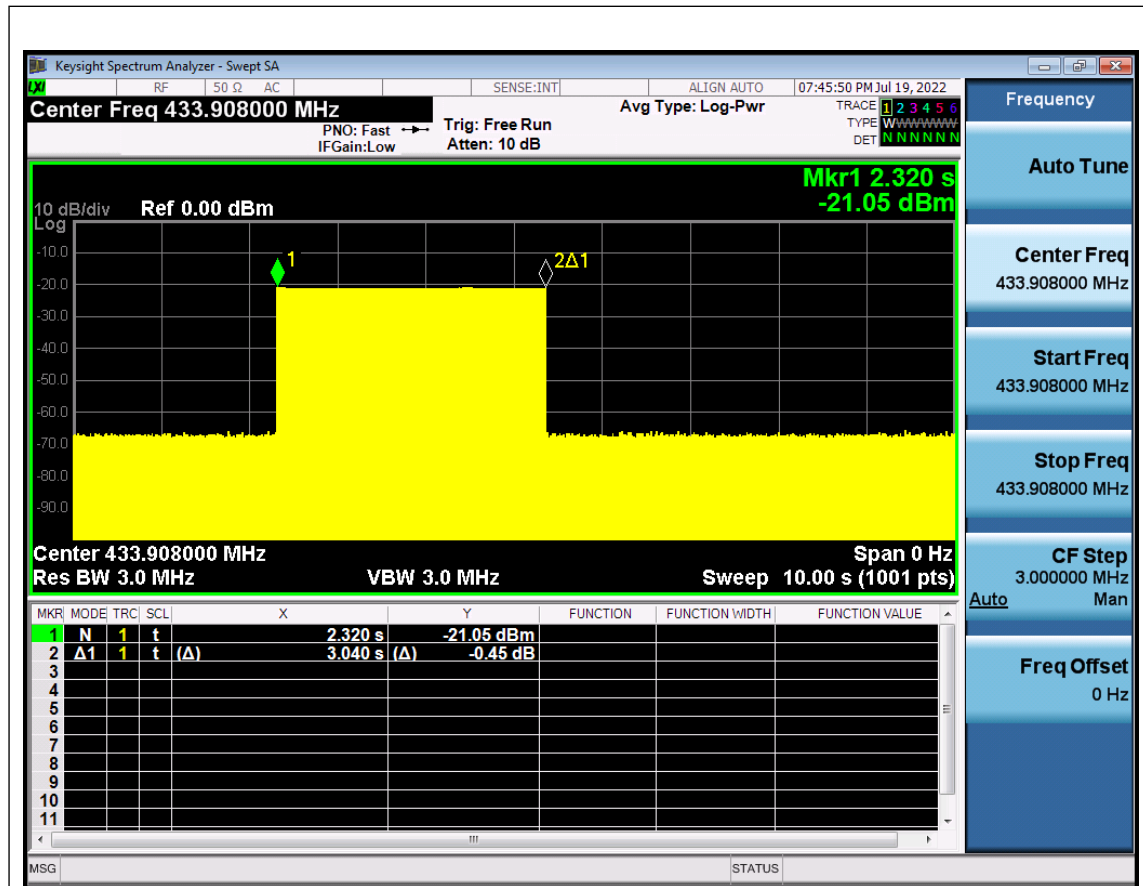 Keysight Spectrum Analyzer - Swept SA
LXI RF 50 Ω AC SENSE:INT ALIGN AUTO 07:45:50 PM Jul 19, 2022
Center Freq 433.908000 MHz
PNO: Fast
IFGain:Low
Trig: Free Run
Atten: 10 dB
Avg Type: Log-Pwr
TRACE 1 2 3 4 5 6
TYPE WWWWWW
DET N N N N N N
Mkr1 2.320 s
-21.05 dBm
10 dB/div Ref 0.00 dBm
Log
-10.0
-20.0
-30.0
-40.0
-50.0
-60.0
-70.0
-80.0
-90.0
1
2Δ1
Center 433.908000 MHz Span 0 Hz
Res BW 3.0 MHz VBW 3.0 MHz Sweep 10.00 s (1001 pts)
MKR MODE TRC SCL X Y FUNCTION FUNCTION WIDTH FUNCTION VALUE
1 N 1 t 2.320 s -21.05 dBm
2 Δ1 1 t (Δ) 3.040 s (Δ) -0.45 dB
3
4
5
6
7
8
9
10
11
MSG STATUS
Frequency
Auto Tune
Center Freq
433.908000 MHz
Start Freq
433.908000 MHz
Stop Freq
433.908000 MHz
CF Step
3.000000 MHz
Auto Man
Freq Offset
0 Hz